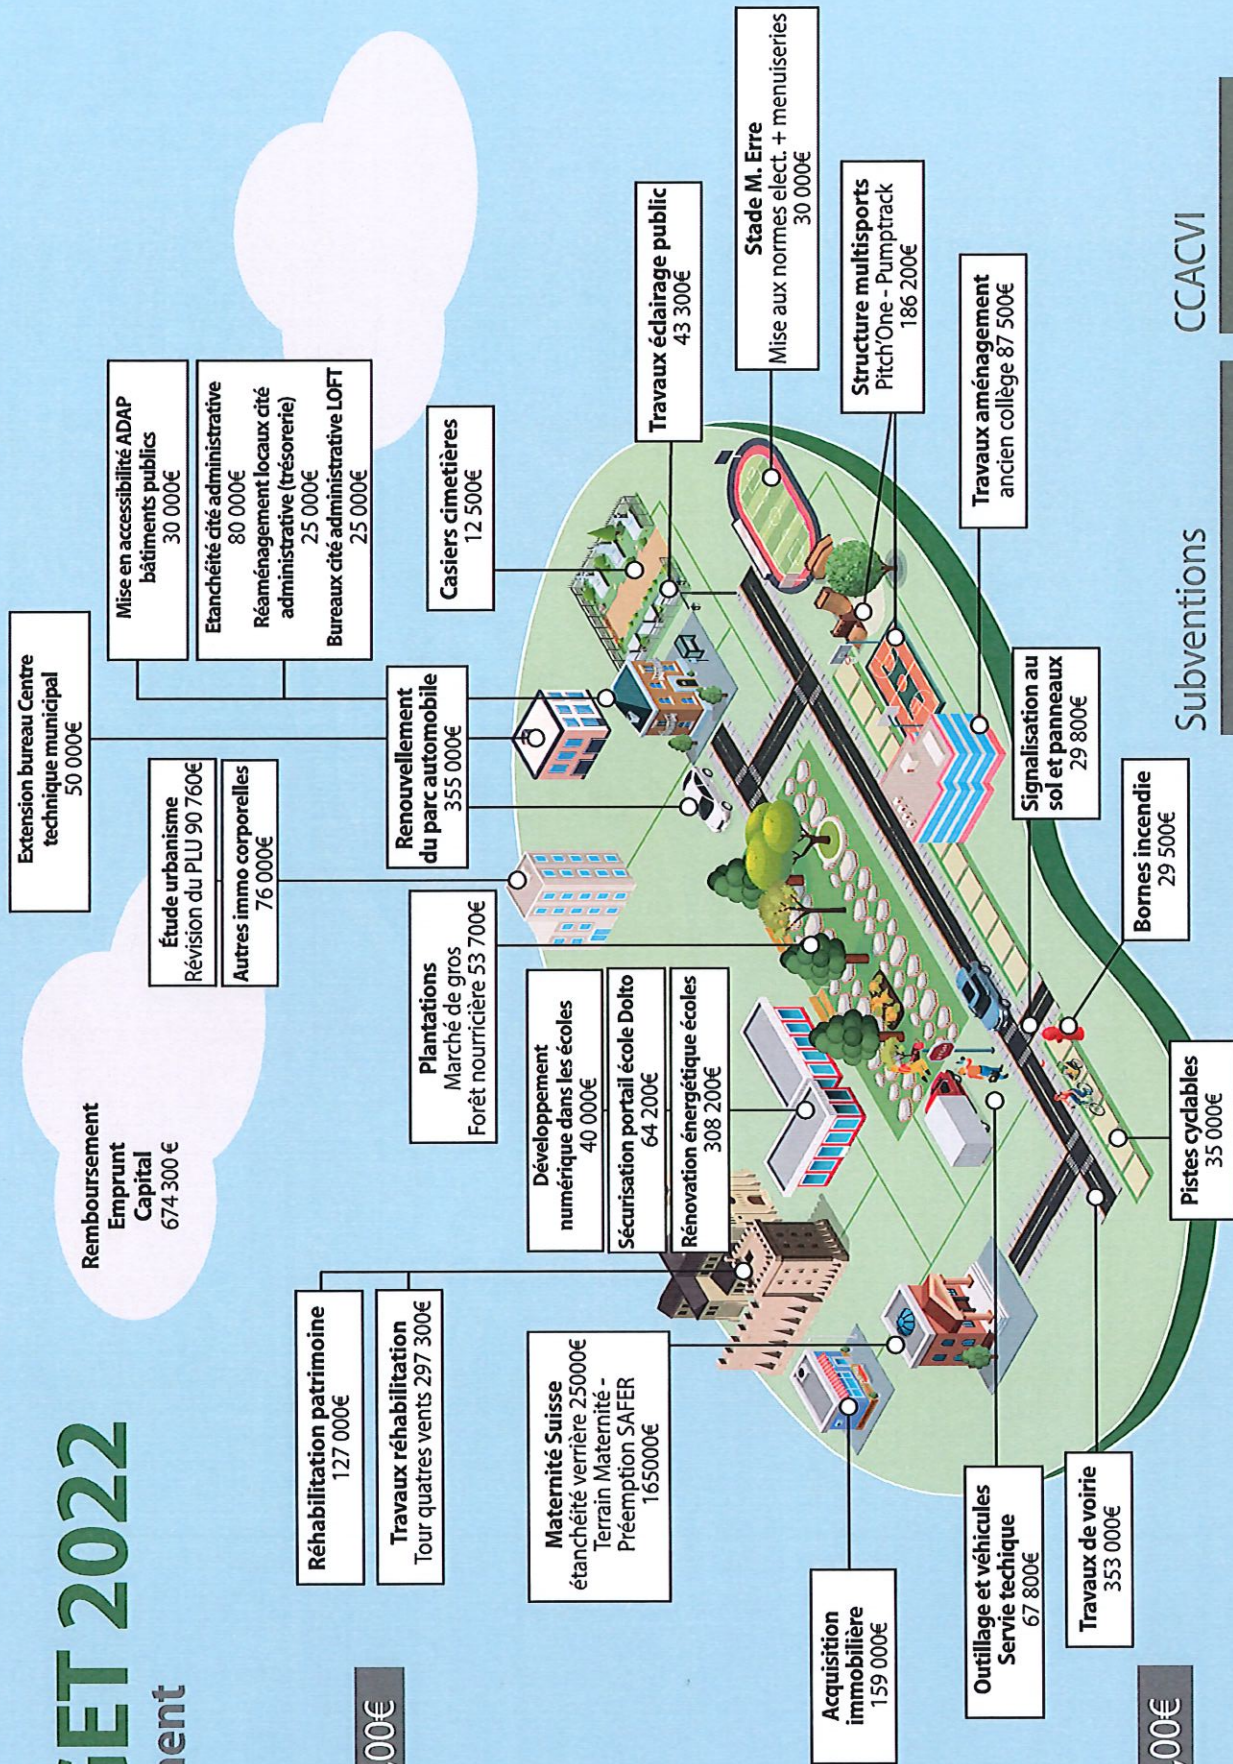 GET 2022
Remboursement
Emprunt
Capital
674 300 €
Extension bureau Centre
technique municipal
50 000€
Étude urbanisme
Révision du PLU 90 760€
Autres immo corporelles
76 000€
Mise en accessibilité ADAP
bâtiments publics
30 000€
Etanchéité cité administrative
80 000€
Réaménagement locaux cité
administrative (trésorerie)
25 000€
Bureaux cité administrative LOFT
25 000€
Réhabilitation patrimoine
127 000€
Travaux réhabilitation
Tour quatres vents 297 300€
Plantations
Marché de gros
Forêt nourricière 53 700€
Renouvellement
du parc automobile
355 000€
Casiers cimetières
12 500€
00€
Maternité Suisse
étanchéité verrière 25000€
Terrain Maternité -
Préemption SAFER
165000€
Développement
numérique dans les écoles
40 000€
Sécurisation portail école Dolto
64 200€
Rénovation énergétique écoles
308 200€
Travaux éclairage public
43 300€
Stade M. Erre
Mise aux normes elect. + menuiseries
30 000€
Structure multisports
Pitch'One - Pumptrack
186 200€
Acquisition
immobilière
159 000€
Outillage et véhicules
Servie techique
67 800€
Travaux de voirie
353 000€
Travaux aménagement
ancien collège 87 500€
Signalisation au
sol et panneaux
29 800€
Bornes incendie
29 500€
Pistes cyclables
35 000€
STOP
00€
Subventions
CCACVI